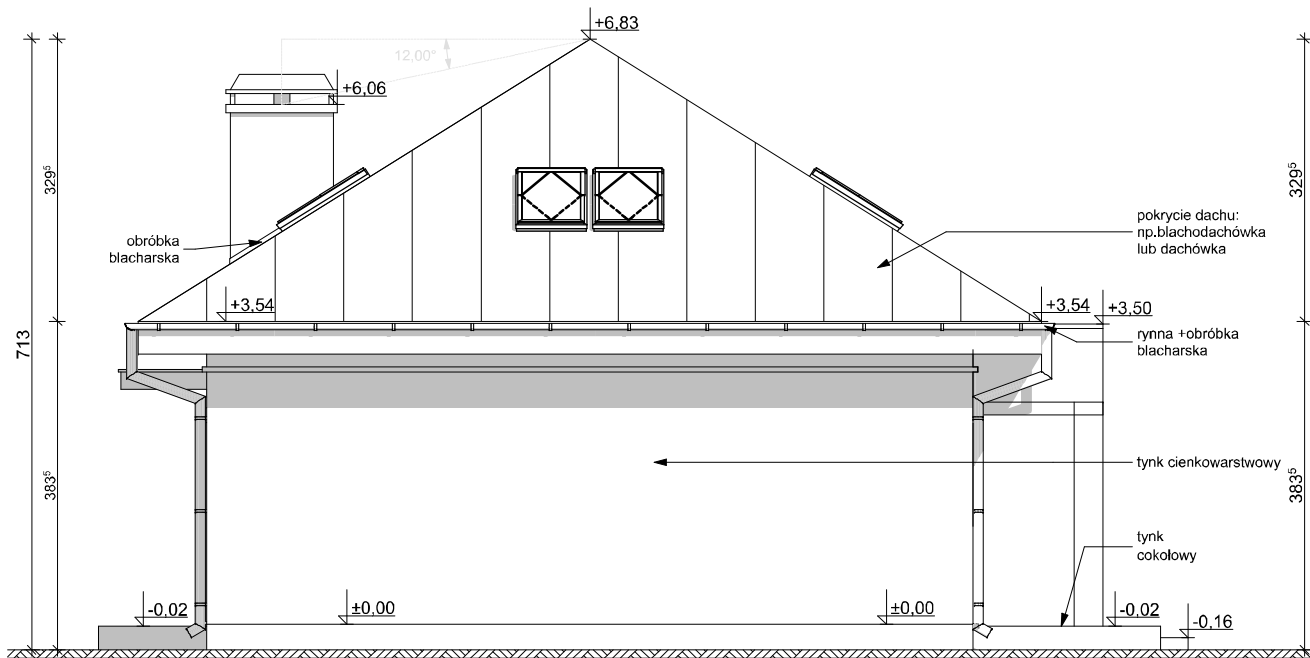 +6,83
12,00°
+6,06
329⁵
329⁵
pokrycie dachu:
np.blachodachówka
lub dachówka
obróbka
blacharska
+3,54
+3,54
+3,50
713
rynna +obróbka
blacharska
tynk cienkowarstwowy
383⁵
383⁵
tynk
cokołowy
-0,02
±0,00
±0,00
-0,02
-0,16